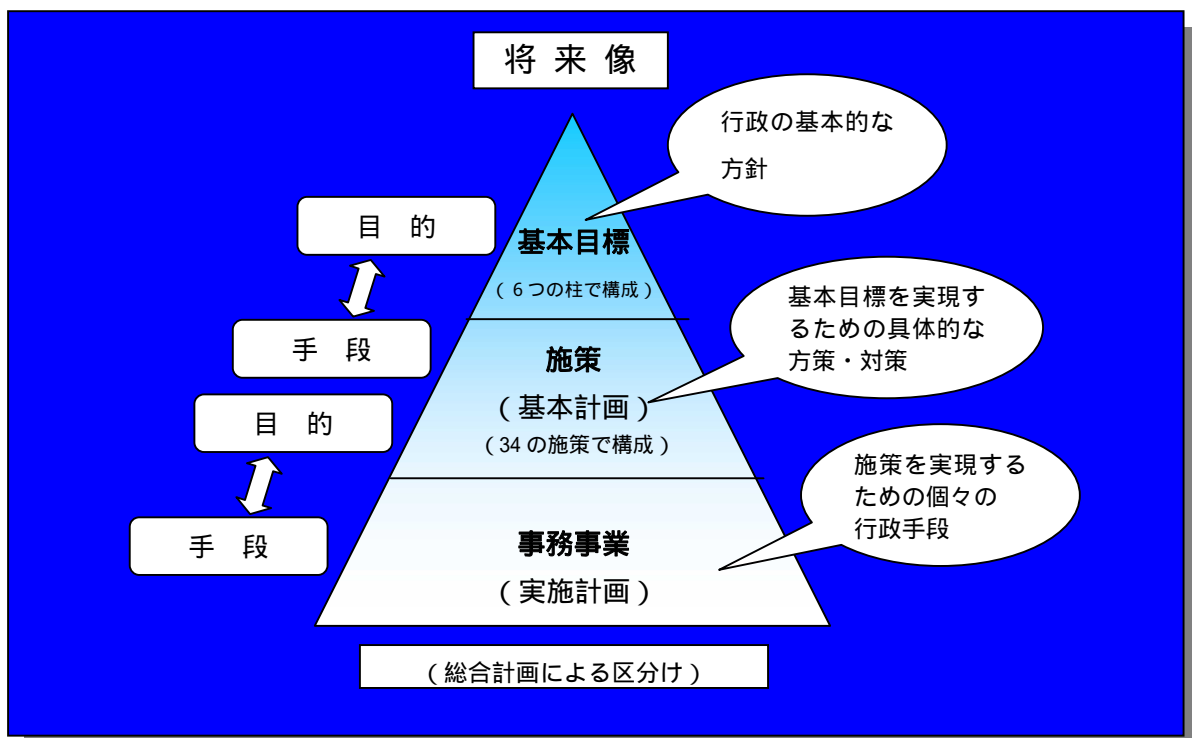 将 来 像
行政の基本的な
方針
目 的
基本目標
（６つの柱で構成）
手 段
施策
（基本計画）
（34 の施策で構成）
基本目標を実現す
るための具体的な
方策・対策
目 的
手 段
事務事業
（実施計画）
施策を実現する
ための個々の
行政手段
（総合計画による区分け）